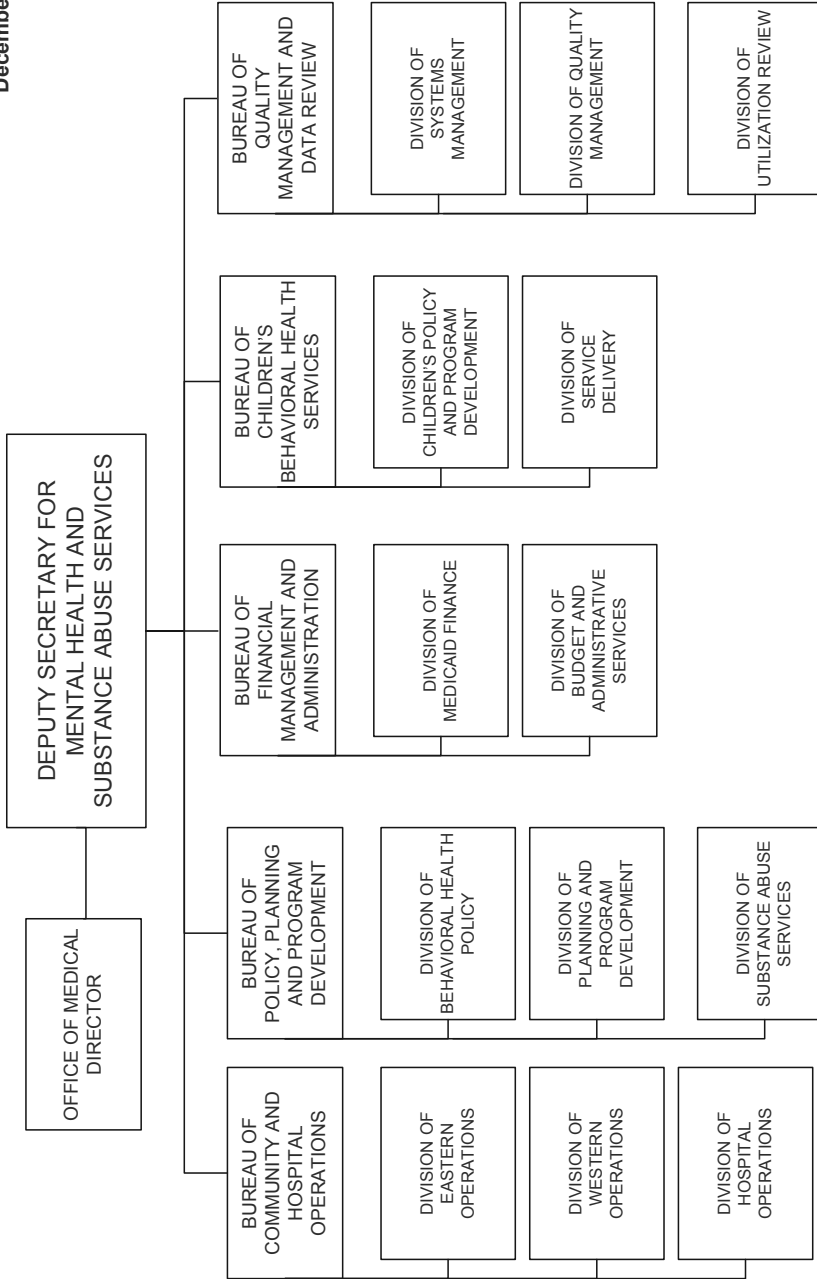 Decembe
DEPUTY SECRETARY FOR
MENTAL HEALTH AND
SUBSTANCE ABUSE SERVICES
OFFICE OF MEDICAL
DIRECTOR
BUREAU OF
COMMUNITY AND
HOSPITAL
OPERATIONS
DIVISION OF
EASTERN
OPERATIONS
DIVISION OF
WESTERN
OPERATIONS
DIVISION OF
HOSPITAL
OPERATIONS
BUREAU OF
POLICY, PLANNING
AND PROGRAM
DEVELOPMENT
DIVISION OF
BEHAVIORAL HEALTH
POLICY
DIVISION OF
PLANNING AND
PROGRAM
DEVELOPMENT
DIVISION OF
SUBSTANCE ABUSE
SERVICES
BUREAU OF
FINANCIAL
MANAGEMENT AND
ADMINISTRATION
DIVISION OF
MEDICAID FINANCE
DIVISION OF
BUDGET AND
ADMINISTRATIVE
SERVICES
BUREAU OF
CHILDREN'S
BEHAVIORAL HEALTH
SERVICES
DIVISION OF
CHILDREN'S POLICY
AND PROGRAM
DEVELOPMENT
DIVISION OF
SERVICE
DELIVERY
BUREAU OF
QUALITY
MANAGEMENT AND
DATA REVIEW
DIVISION OF
SYSTEMS
MANAGEMENT
DIVISION OF QUALITY
MANAGEMENT
DIVISION OF
UTILIZATION REVIEW